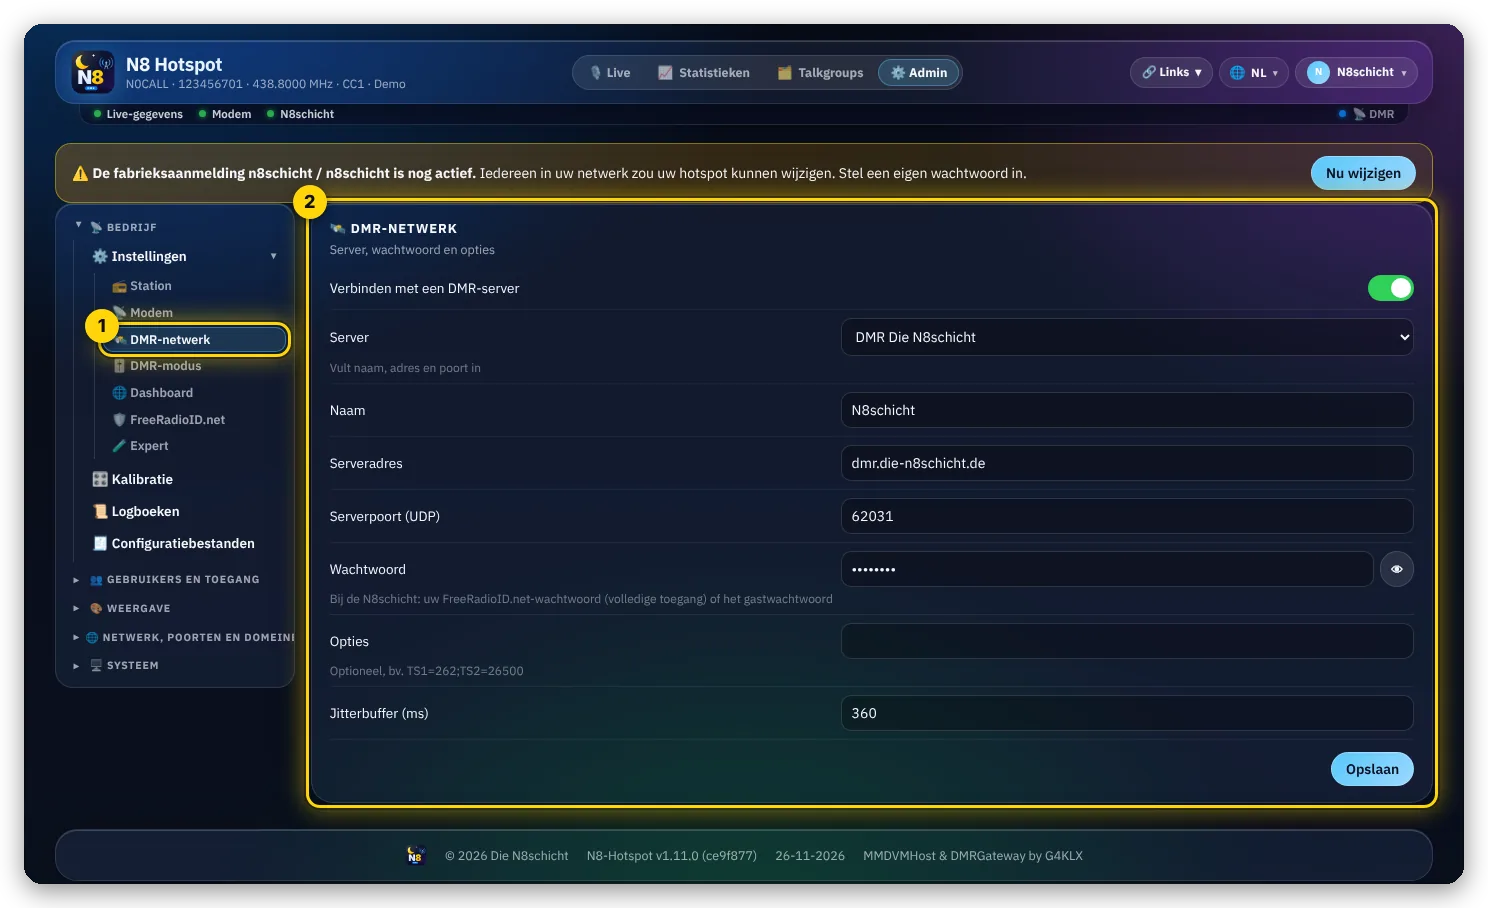 N8 Hotspot
N0CALL · 123456701 · 438.8000 MHz · CC1 · Demo
Live
Statistieken
Talkgroups
Admin
Links ▾
NL ▾
N
N8schicht ▾
Live-gegevens
Modem
N8schicht
DMR
De fabrieksaanmelding n8schicht / n8schicht is nog actief. Iedereen in uw netwerk zou uw hotspot kunnen wijzigen. Stel een eigen wachtwoord in.
Nu wijzigen
BEDRIJF
Instellingen
Station
Modem
1
DMR-netwerk
DMR-modus
Dashboard
FreeRadioID.net
Expert
Kalibratie
Logboeken
Configuratiebestanden
GEBRUIKERS EN TOEGANG
WEERGAVE
NETWERK, POORTEN EN DOMEIN
SYSTEEM
2
DMR-NETWERK
Server, wachtwoord en opties
Verbinden met een DMR-server
Server
DMR Die N8schicht
Vult naam, adres en poort in
Naam
N8schicht
Serveradres
dmr.die-n8schicht.de
Serverpoort (UDP)
62031
Wachtwoord
••••••••
Bij de N8schicht: uw FreeRadioID.net-wachtwoord (volledige toegang) of het gastwachtwoord
Opties
Optioneel, bv. TS1=262;TS2=26500
Jitterbuffer (ms)
360
Opslaan
N8
© 2026 Die N8schicht
N8-Hotspot v1.11.0 (ce9f877)
26-11-2026
MMDVMHost & DMRGateway by G4KLX